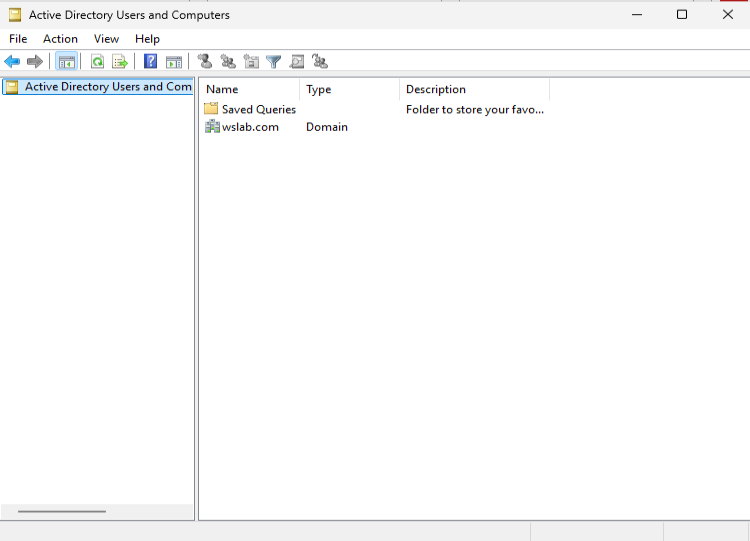 Active Directory Users and Computers
File Action View Help
Active Directory Users and Com
Name Type Description
Saved Queries Folder to store your favo...
wslab.com Domain